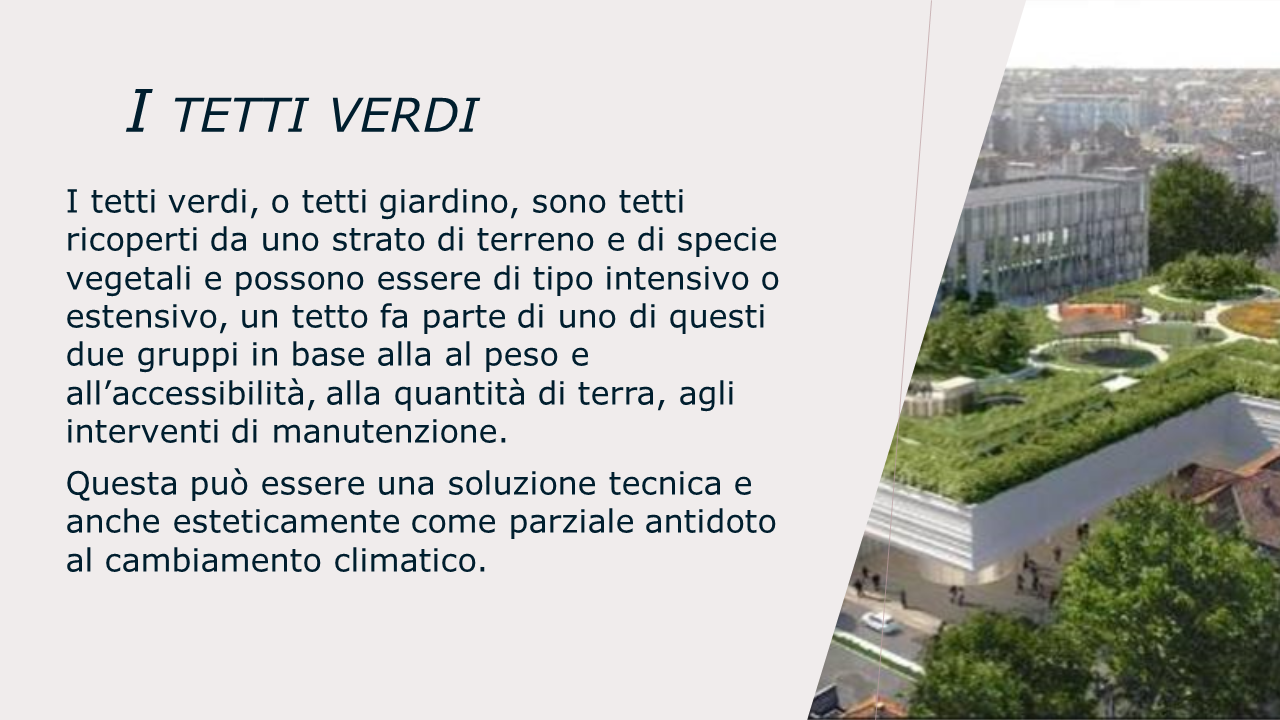 I TETTI VERDI
I tetti verdi, o tetti giardino, sono tetti
ricoperti da uno strato di terreno e di specie
vegetali e possono essere di tipo intensivo o
estensivo, un tetto fa parte di uno di questi
due gruppi in base alla al peso e
all’accessibilità, alla quantità di terra, agli
interventi di manutenzione.
Questa può essere una soluzione tecnica e
anche esteticamente come parziale antidoto
al cambiamento climatico.